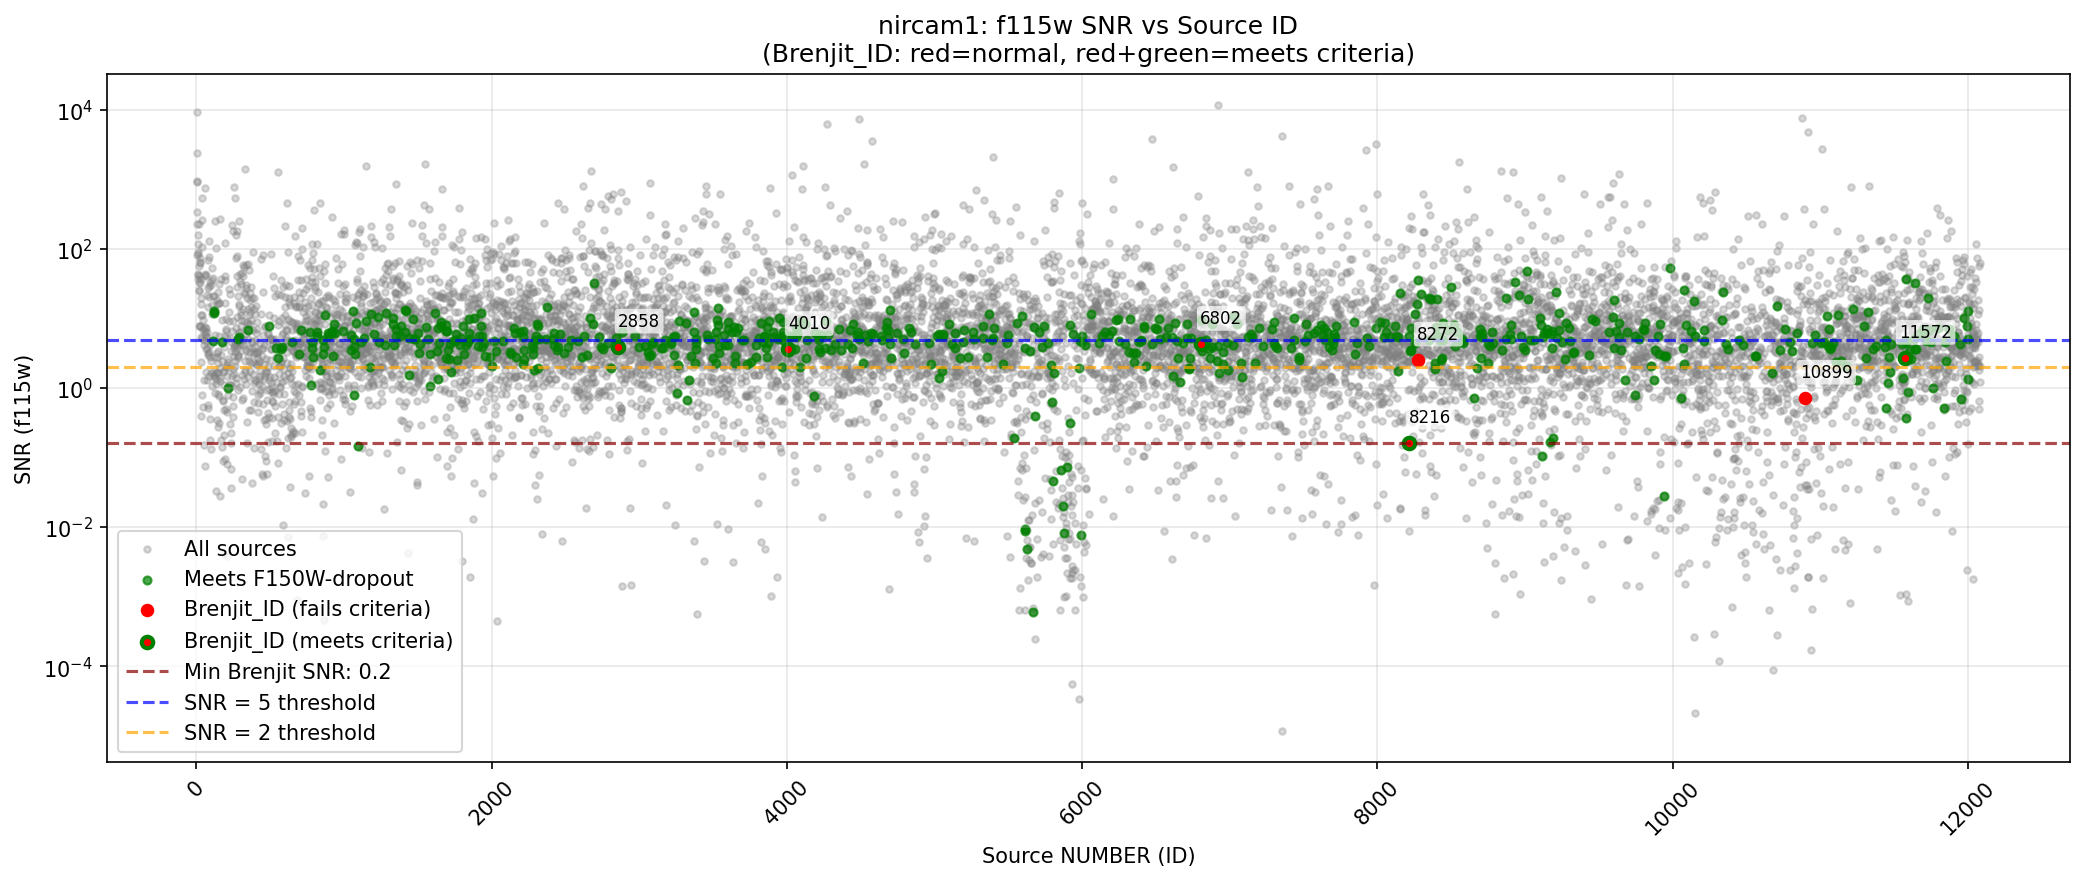 nircam1: f115w SNR vs Source ID
(Brenjit_ID: red=normal, red+green=meets criteria)
SNR (f115w)
10^4
10^2
10^0
10^-2
10^-4
2858
4010
6802
8272
11572
10899
8216
All sources
Meets F150W-dropout
Brenjit_ID (fails criteria)
Brenjit_ID (meets criteria)
Min Brenjit SNR: 0.2
SNR = 5 threshold
SNR = 2 threshold
0
2000
4000
6000
8000
10000
12000
Source NUMBER (ID)